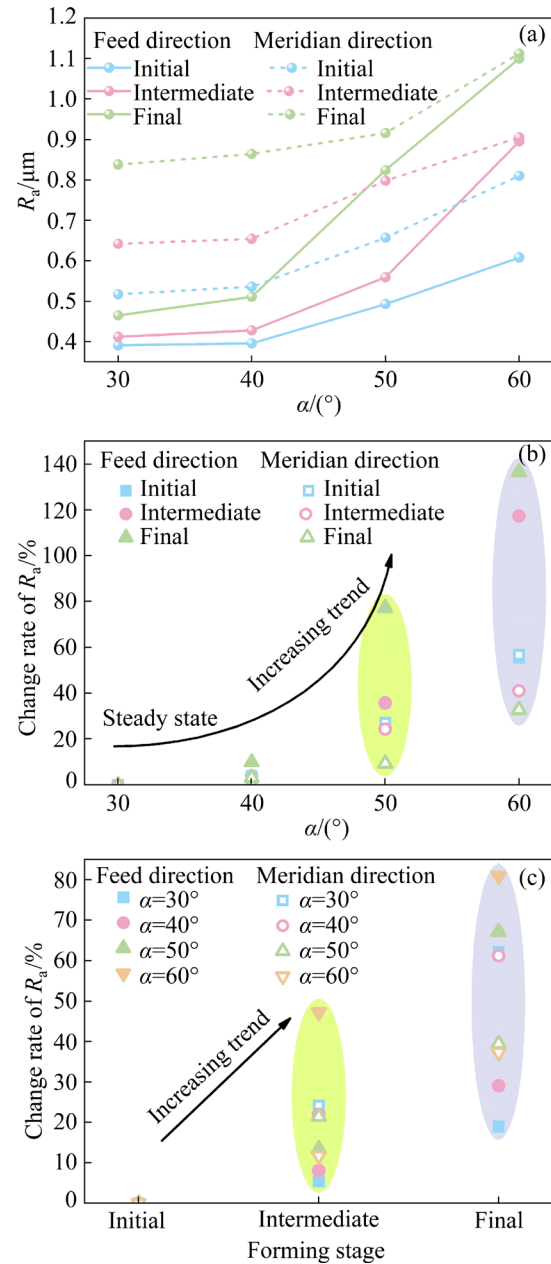 (a)
Feed direction Meridian direction
Initial Initial
Intermediate Intermediate
Final Final
1.2
1.1
1.0
0.9
0.8
0.7
0.6
0.5
0.4
Ra/μm
30 40 50 60
α/(°)
(b)
Feed direction Meridian direction
Initial Initial
Intermediate Intermediate
Final Final
140
120
100
80
60
40
20
0
Change rate of Ra/%
Increasing trend
Steady state
30 40 50 60
α/(°)
(c)
Feed direction Meridian direction
α=30° α=30°
α=40° α=40°
α=50° α=50°
α=60° α=60°
80
70
60
50
40
30
20
10
0
Change rate of Ra/%
Increasing trend
Initial Intermediate Final
Forming stage